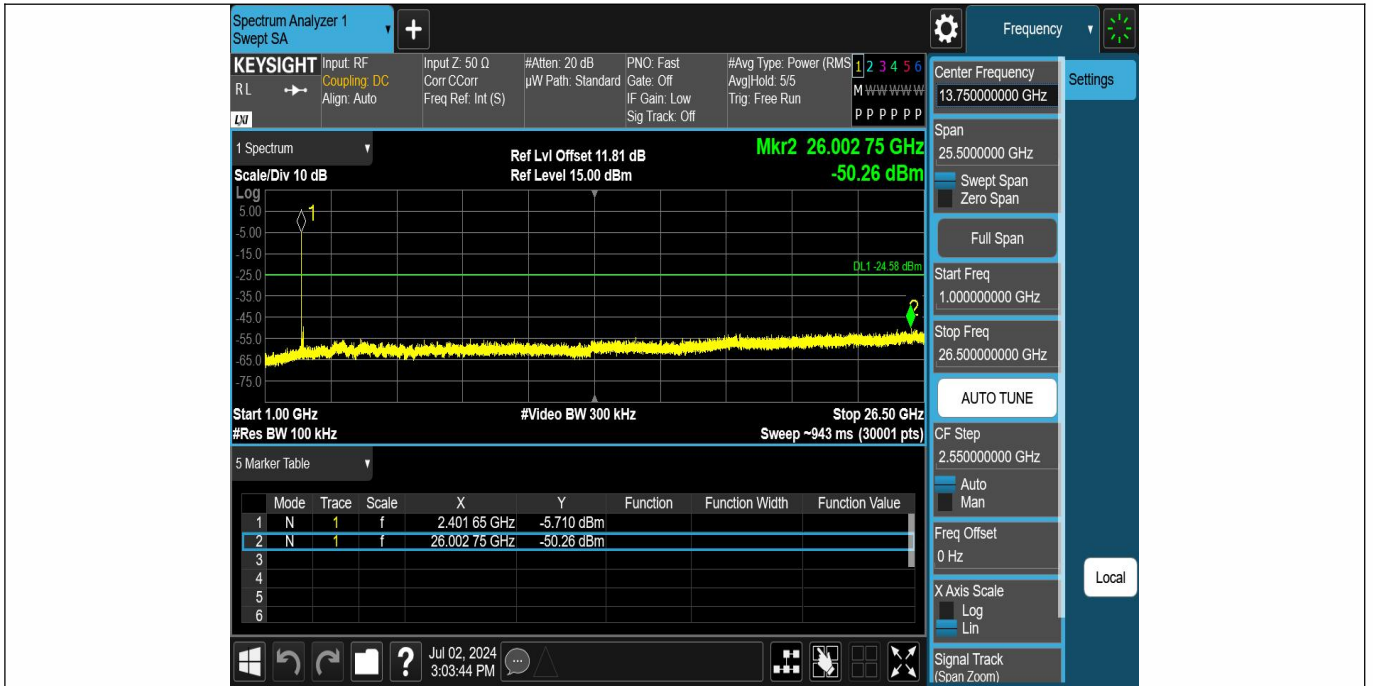 Spectrum Analyzer 1
Swept SA
+
Frequency
KEYSIGHT
RL
LXI
Input: RF
Coupling: DC
Align: Auto
Input Z: 50 Ω
Corr CCorr
Freq Ref: Int (S)
#Atten: 20 dB
µW Path: Standard
PNO: Fast
Gate: Off
IF Gain: Low
Sig Track: Off
#Avg Type: Power (RMS
Avg|Hold: 5/5
Trig: Free Run
1 2 3 4 5 6
M W W W W W
P P P P P P
1 Spectrum
Scale/Div 10 dB
Ref Lvl Offset 11.81 dB
Ref Level 15.00 dBm
Mkr2 26.002 75 GHz
-50.26 dBm
Log
5.00
-5.00
-15.0
-25.0
-35.0
-45.0
-55.0
-65.0
-75.0
1
DL1 -24.58 dBm
2
Start 1.00 GHz
#Video BW 300 kHz
Stop 26.50 GHz
#Res BW 100 kHz
Sweep ~943 ms (30001 pts)
5 Marker Table
Mode Trace Scale X Y Function Function Width Function Value
1 N 1 f 2.401 65 GHz -5.710 dBm
2 N 1 f 26.002 75 GHz -50.26 dBm
3
4
5
6
Jul 02, 2024
3:03:44 PM
?
Center Frequency
13.750000000 GHz
Settings
Span
25.5000000 GHz
Swept Span
Zero Span
Full Span
Start Freq
1.000000000 GHz
Stop Freq
26.500000000 GHz
AUTO TUNE
CF Step
2.550000000 GHz
Auto
Man
Freq Offset
0 Hz
X Axis Scale
Log
Lin
Signal Track
(Span Zoom)
Local